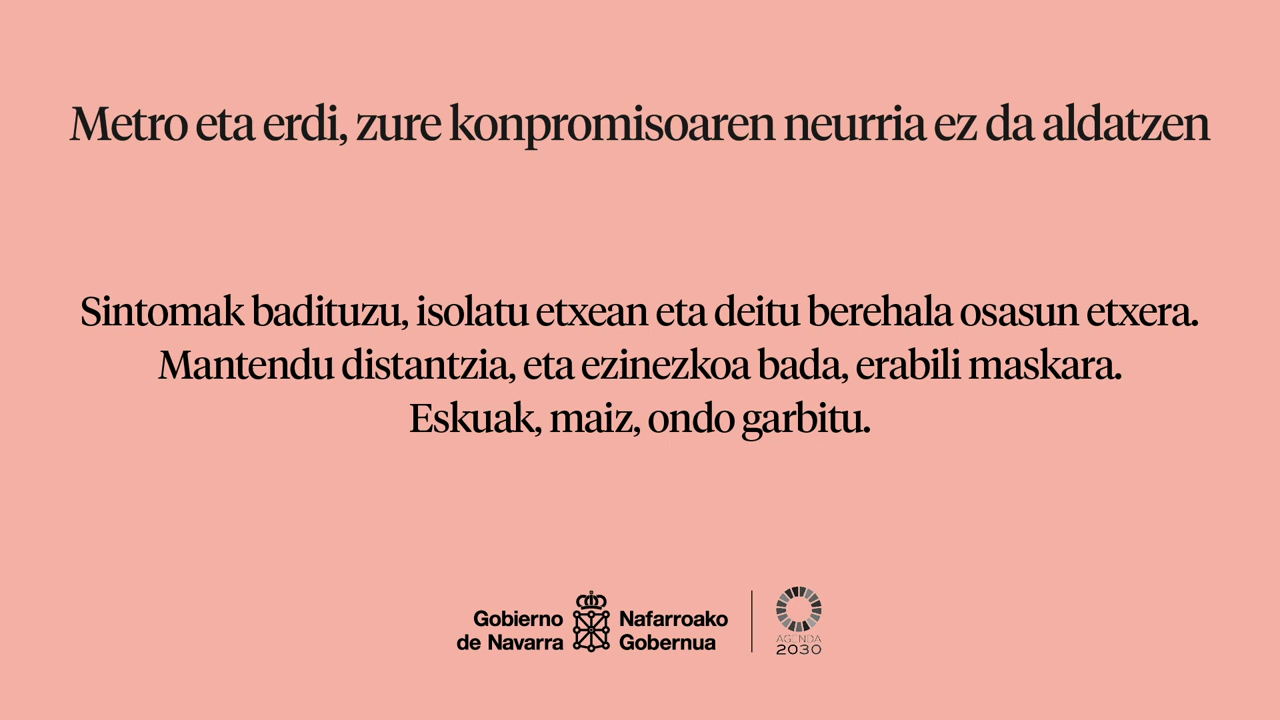 Metro eta erdi, zure konpromisoaren neurria ez da aldatzen
Sintomak badituzu, isolatu etxean eta deitu berehala osasun etxera.
Mantendu distantzia, eta ezinezkoa bada, erabili maskara.
Eskuak, maiz, ondo garbitu.
Gobierno
de Navarra
Nafarroako
Gobernua
AGENDA
2030